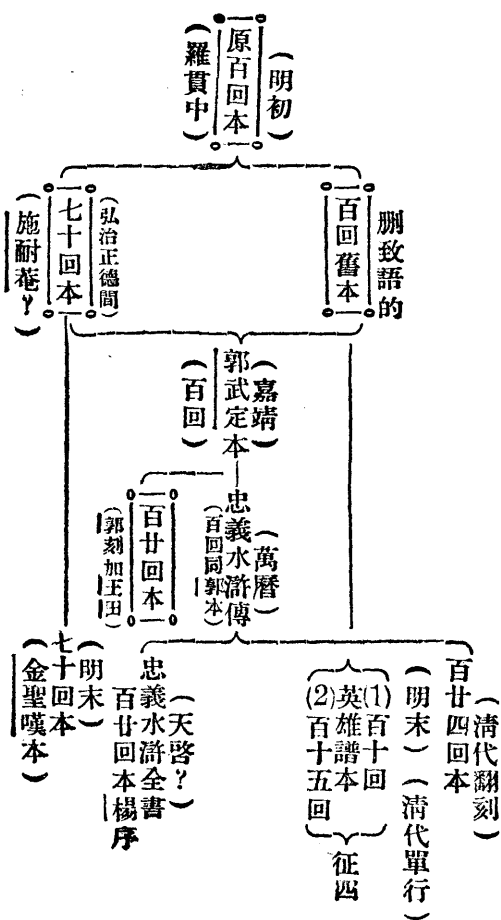 （明初）
原百回本
（羅貫中）
刪致語的
百回舊本
（弘治正德間）
七十回本
（施耐菴？）
（嘉靖）
郭武定本
（百回）
（萬曆）
忠義水滸傳
（百回同郭本）
百廿回本
（郭刻加王田）
（清代翻刻）
百廿四回本
（明末）（清代單行）
(1)百十回
英雄譜本
(2)百十五回
征四
（天啓？）
忠義水滸全書
百廿回本楊序
（明末）
七十回本
（金聖嘆本）